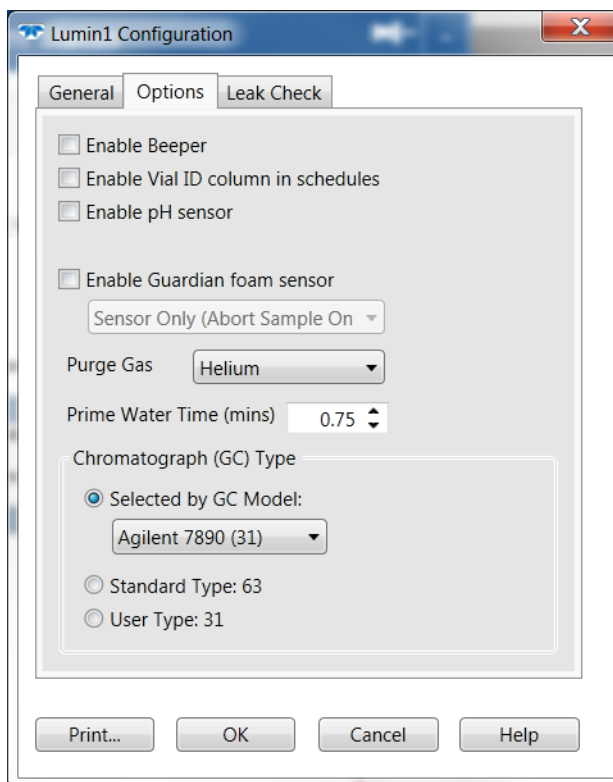 Lumin1 Configuration
General Options Leak Check
Enable Beeper
Enable Vial ID column in schedules
Enable pH sensor
Enable Guardian foam sensor
Sensor Only (Abort Sample On
Purge Gas Helium
Prime Water Time (mins) 0.75
Chromatograph (GC) Type
Selected by GC Model:
Agilent 7890 (31)
Standard Type: 63
User Type: 31
Print... OK Cancel Help